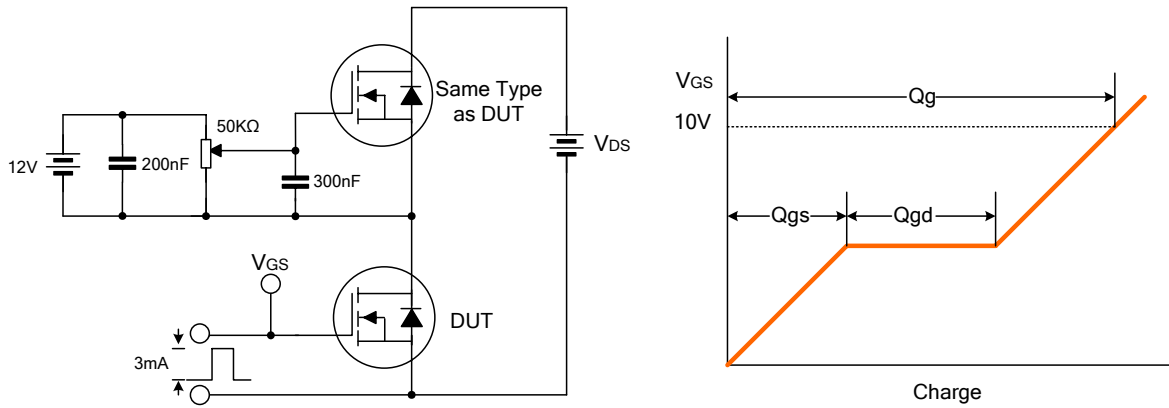 Same Type
as DUT
50KΩ
12V
200nF
300nF
VDS
VGS
DUT
3mA
VGS
Qg
10V
Qgs
Qgd
Charge